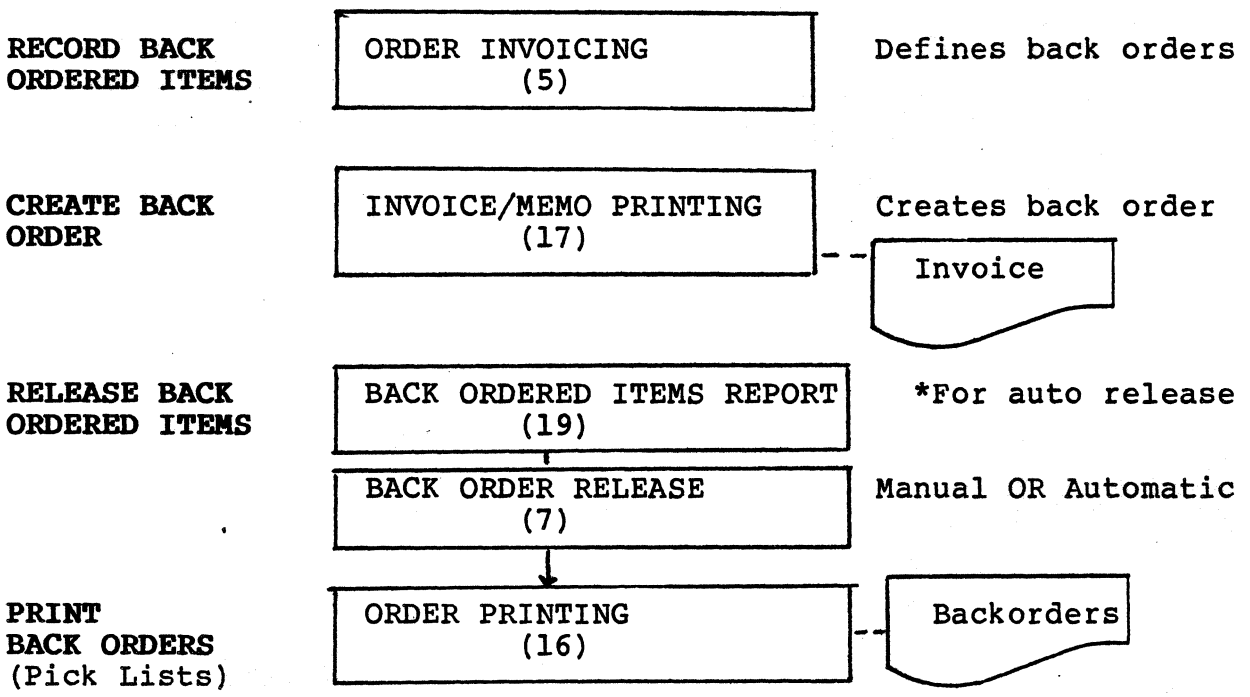 RECORD BACK
ORDERED ITEMS
ORDER INVOICING
(5)
Defines back orders
CREATE BACK
ORDER
INVOICE/MEMO PRINTING
(17)
Creates back order
Invoice
RELEASE BACK
ORDERED ITEMS
BACK ORDERED ITEMS REPORT
(19)
*For auto release
BACK ORDER RELEASE
(7)
Manual OR Automatic
PRINT
BACK ORDERS
(Pick Lists)
ORDER PRINTING
(16)
Backorders